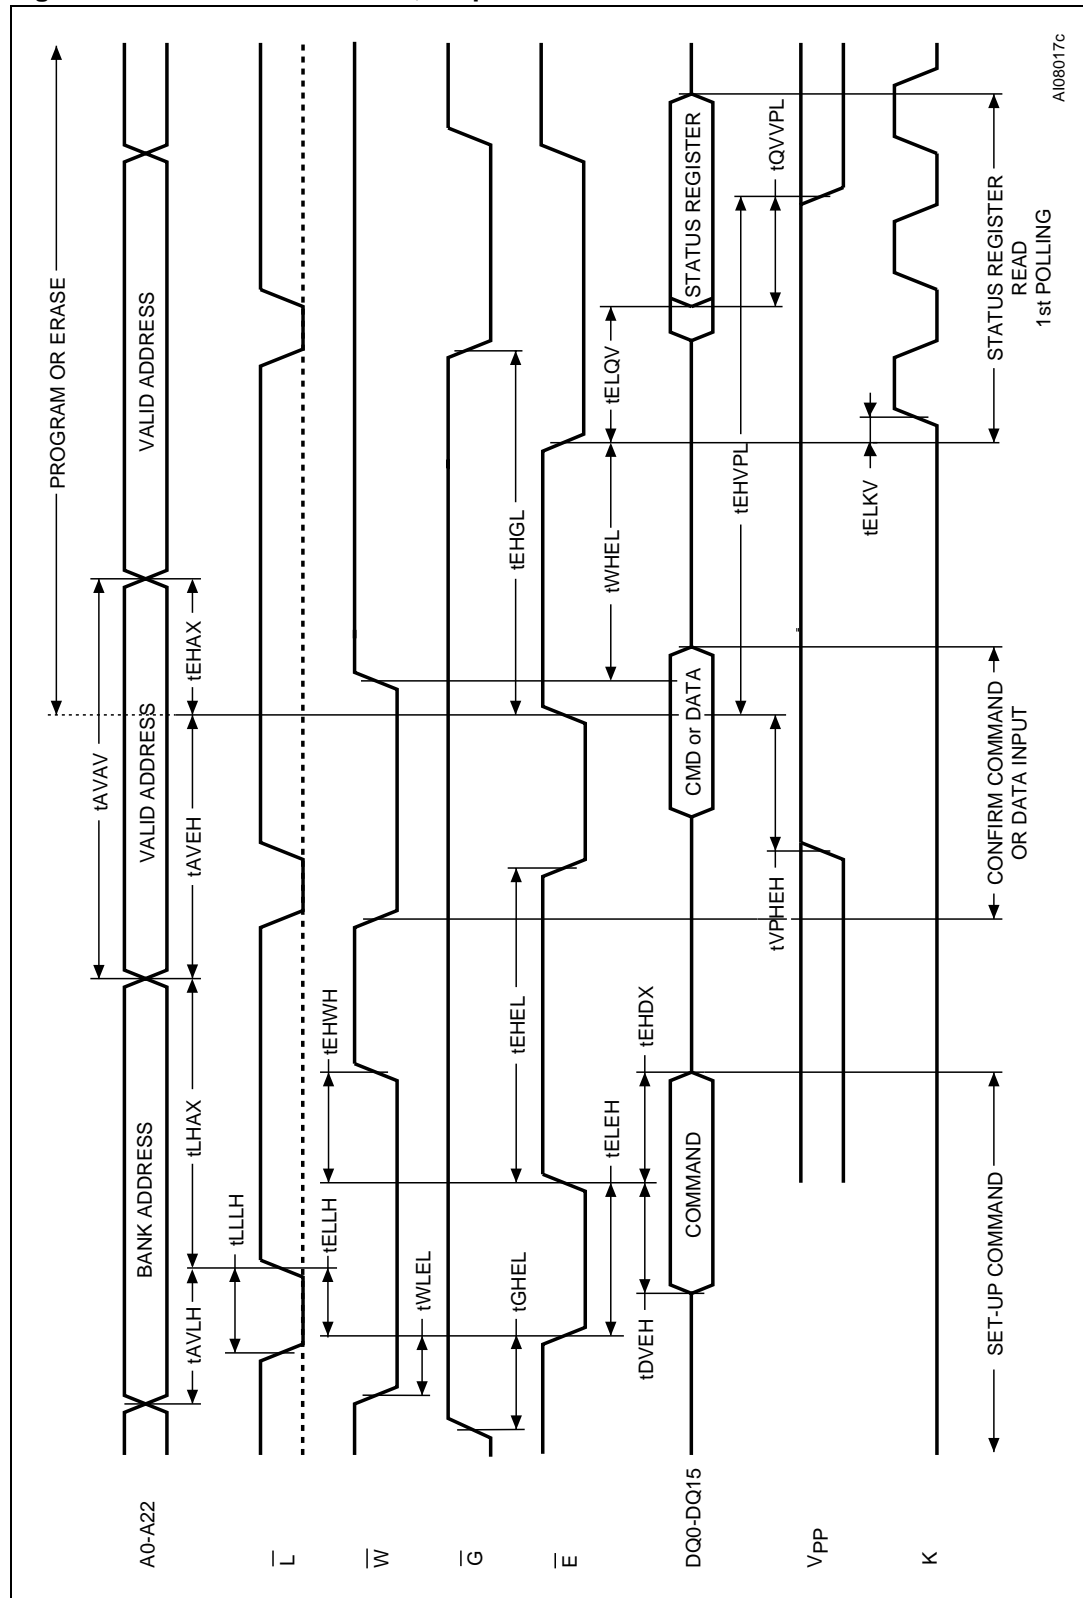 A0-A22
BANK ADDRESS
VALID ADDRESS
VALID ADDRESS
PROGRAM OR ERASE
tAVAV
tAVLH
tLHAX
tAVEH
tEHAX
L
tLLLH
tELLH
tEHWH
W
tWLEL
G
tGHEL
tEHEL
tEHGL
E
tELEH
tWHEL
tELQV
tDVEH
tEHDX
DQ0-DQ15
COMMAND
CMD or DATA
STATUS REGISTER
tEHVPL
tVPHEH
tQVVPL
VPP
tELKV
K
SET-UP COMMAND
CONFIRM COMMAND
OR DATA INPUT
STATUS REGISTER
READ
1st POLLING
AI08017c